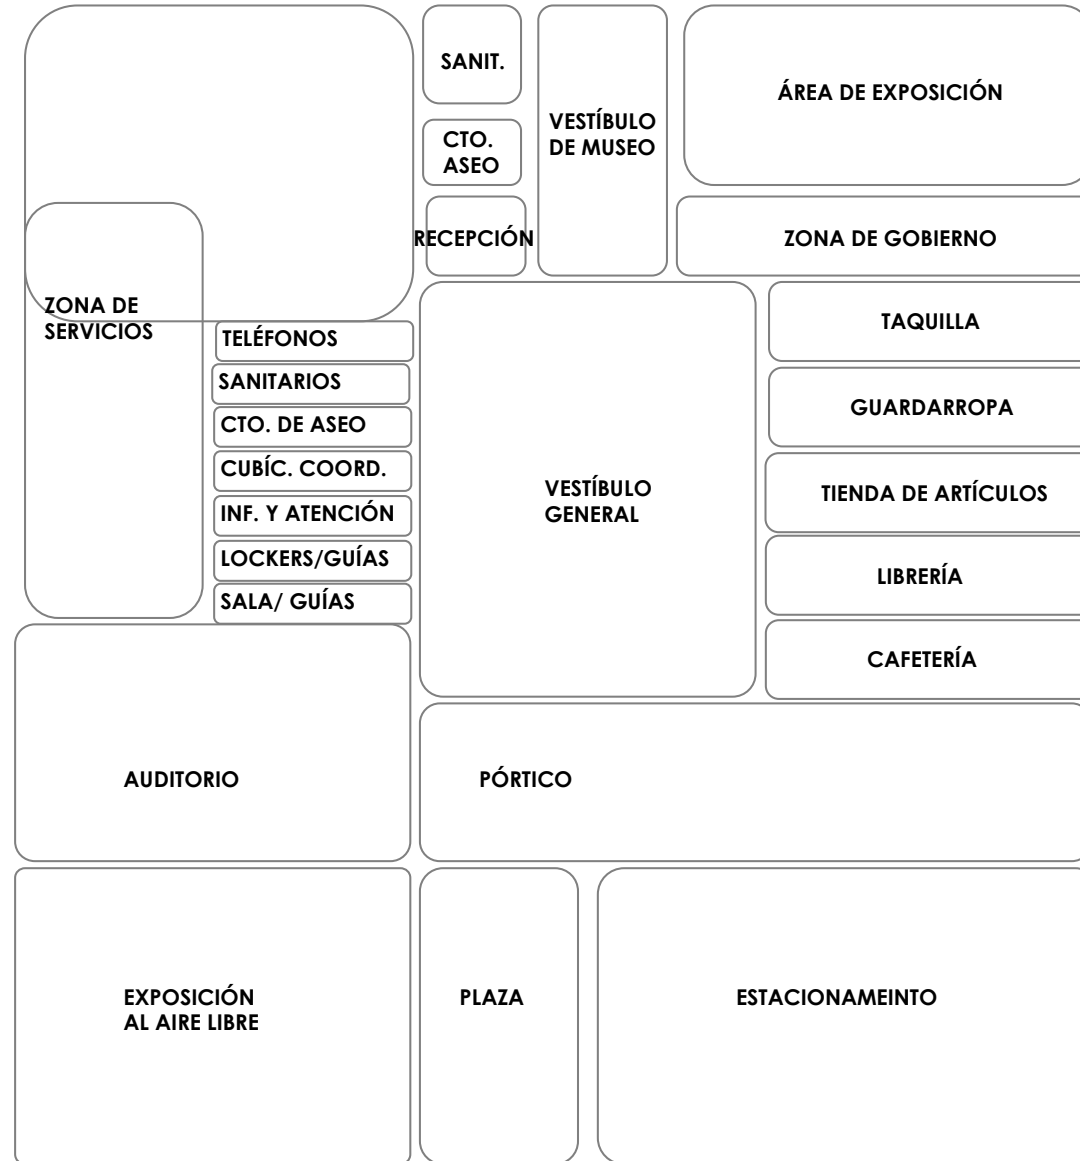 SANIT.
CTO.
ASEO
RECEPCIÓN
VESTÍBULO
DE MUSEO
ÁREA DE EXPOSICIÓN
ZONA DE GOBIERNO
ZONA DE
SERVICIOS
TELÉFONOS
SANITARIOS
CTO. DE ASEO
CUBÍC. COORD.
INF. Y ATENCIÓN
LOCKERS/GUÍAS
SALA/ GUÍAS
VESTÍBULO
GENERAL
TAQUILLA
GUARDARROPA
TIENDA DE ARTÍCULOS
LIBRERÍA
CAFETERÍA
AUDITORIO
PÓRTICO
EXPOSICIÓN
AL AIRE LIBRE
PLAZA
ESTACIONAMEINTO